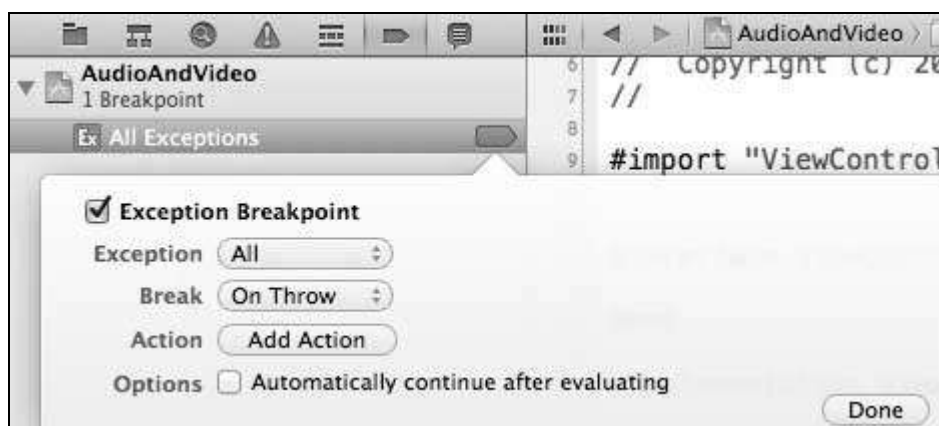 AudioAndVideo
1 Breakpoint
Ex All Exceptions
AudioAndVideo
6 // Copyright (c) 20
7 //
8
9 #import "ViewControl
Exception Breakpoint
Exception All
Break On Throw
Action Add Action
Options Automatically continue after evaluating
Done